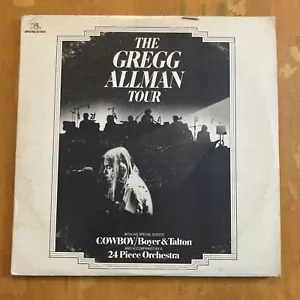 THE
GREGG
ALLMAN
TOUR
WITH HIS SPECIAL GUESTS
COWBOY/Boyer & Talton
AND ACCOMPANIED BY A
24 Piece Orchestra